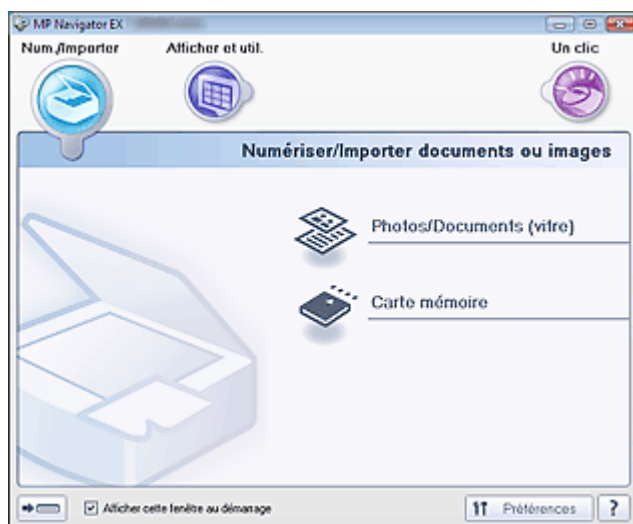 MP Navigator EX
Num./Importer
Afficher et util.
Un clic
Numériser/Importer documents ou images
Photos/Documents (vitre)
Carte mémoire
Afficher cette fenêtre au démarrage
Préférences
?